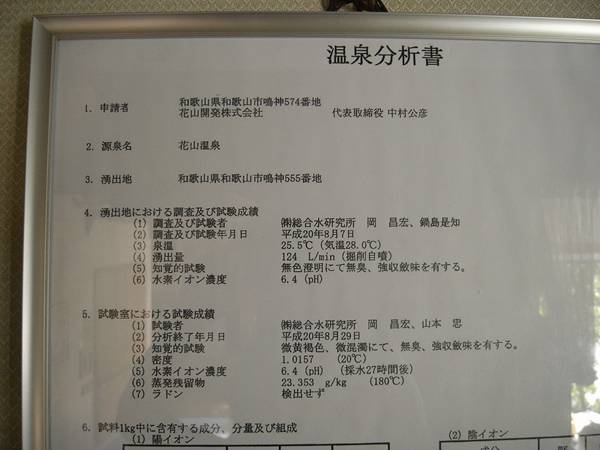 温泉分析書
1. 申請者 和歌山県和歌山市鳴神574番地
花山開発株式会社 代表取締役 中村公彦
2. 源泉名 花山温泉
3. 湧出地 和歌山県和歌山市鳴神555番地
4. 湧出地における調査及び試験成績
(1) 調査及び試験者 ㈱総合水研究所 岡 昌宏、鍋島是知
(2) 調査及び試験年月日 平成20年8月7日
(3) 泉温 25.5℃ (気温28.0℃)
(4) 湧出量 124 L/min (掘削自噴)
(5) 知覚的試験 無色澄明にて無臭、強収斂味を有する。
(6) 水素イオン濃度 6.4 (pH)
5. 試験室における試験成績
(1) 試験者 ㈱総合水研究所 岡 昌宏、山本 忠
(2) 分析終了年月日 平成20年8月29日
(3) 知覚的試験 微黄褐色、微混濁にて、無臭、強収斂味を有する。
(4) 密度 1.0157 (20℃)
(5) 水素イオン濃度 6.4 (pH) (採水27時間後)
(6) 蒸発残留物 23.353 g/kg (180℃)
(7) ラドン 検出せず
6. 試料1kg中に含有する成分、分量及び組成
(1) 陽イオン (2) 陰イオン